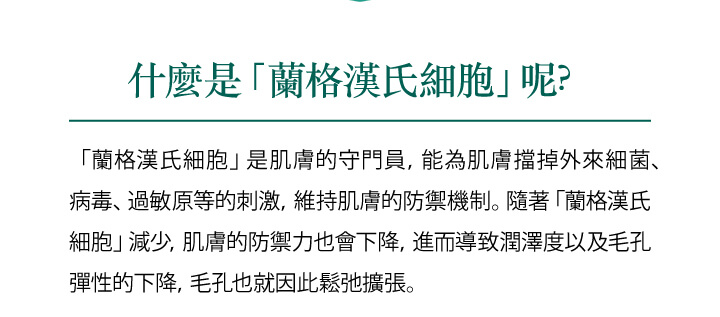 什麼是「蘭格漢氏細胞」呢?
「蘭格漢氏細胞」是肌膚的守門員, 能為肌膚擋掉外來細菌、
病毒、過敏原等的刺激, 維持肌膚的防禦機制。隨著「蘭格漢氏
細胞」減少, 肌膚的防禦力也會下降, 進而導致潤澤度以及毛孔
彈性的下降, 毛孔也就因此鬆弛擴張。